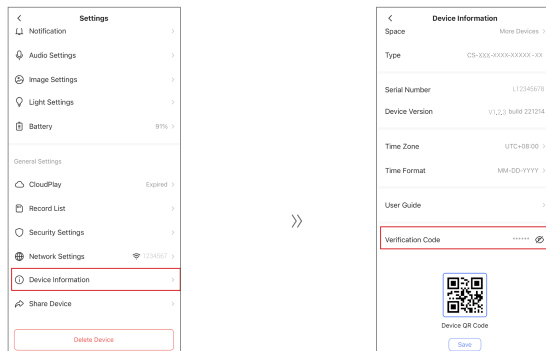 Settings
Notification
Audio Settings
Image Settings
Light Settings
Battery 91%
General Settings
CloudPlay Expired
Record List
Security Settings
Network Settings 1234567
Device Information
Share Device
Delete Device
Device Information
Space More Devices
Type CS-XXX-XXXX-XXXXX-XX
Serial Number L12345678
Device Version V1.2.3 build 221214
Time Zone UTC+08:00
Time Format MM-DD-YYYY
User Guide
Verification Code ******
Device QR Code
Save